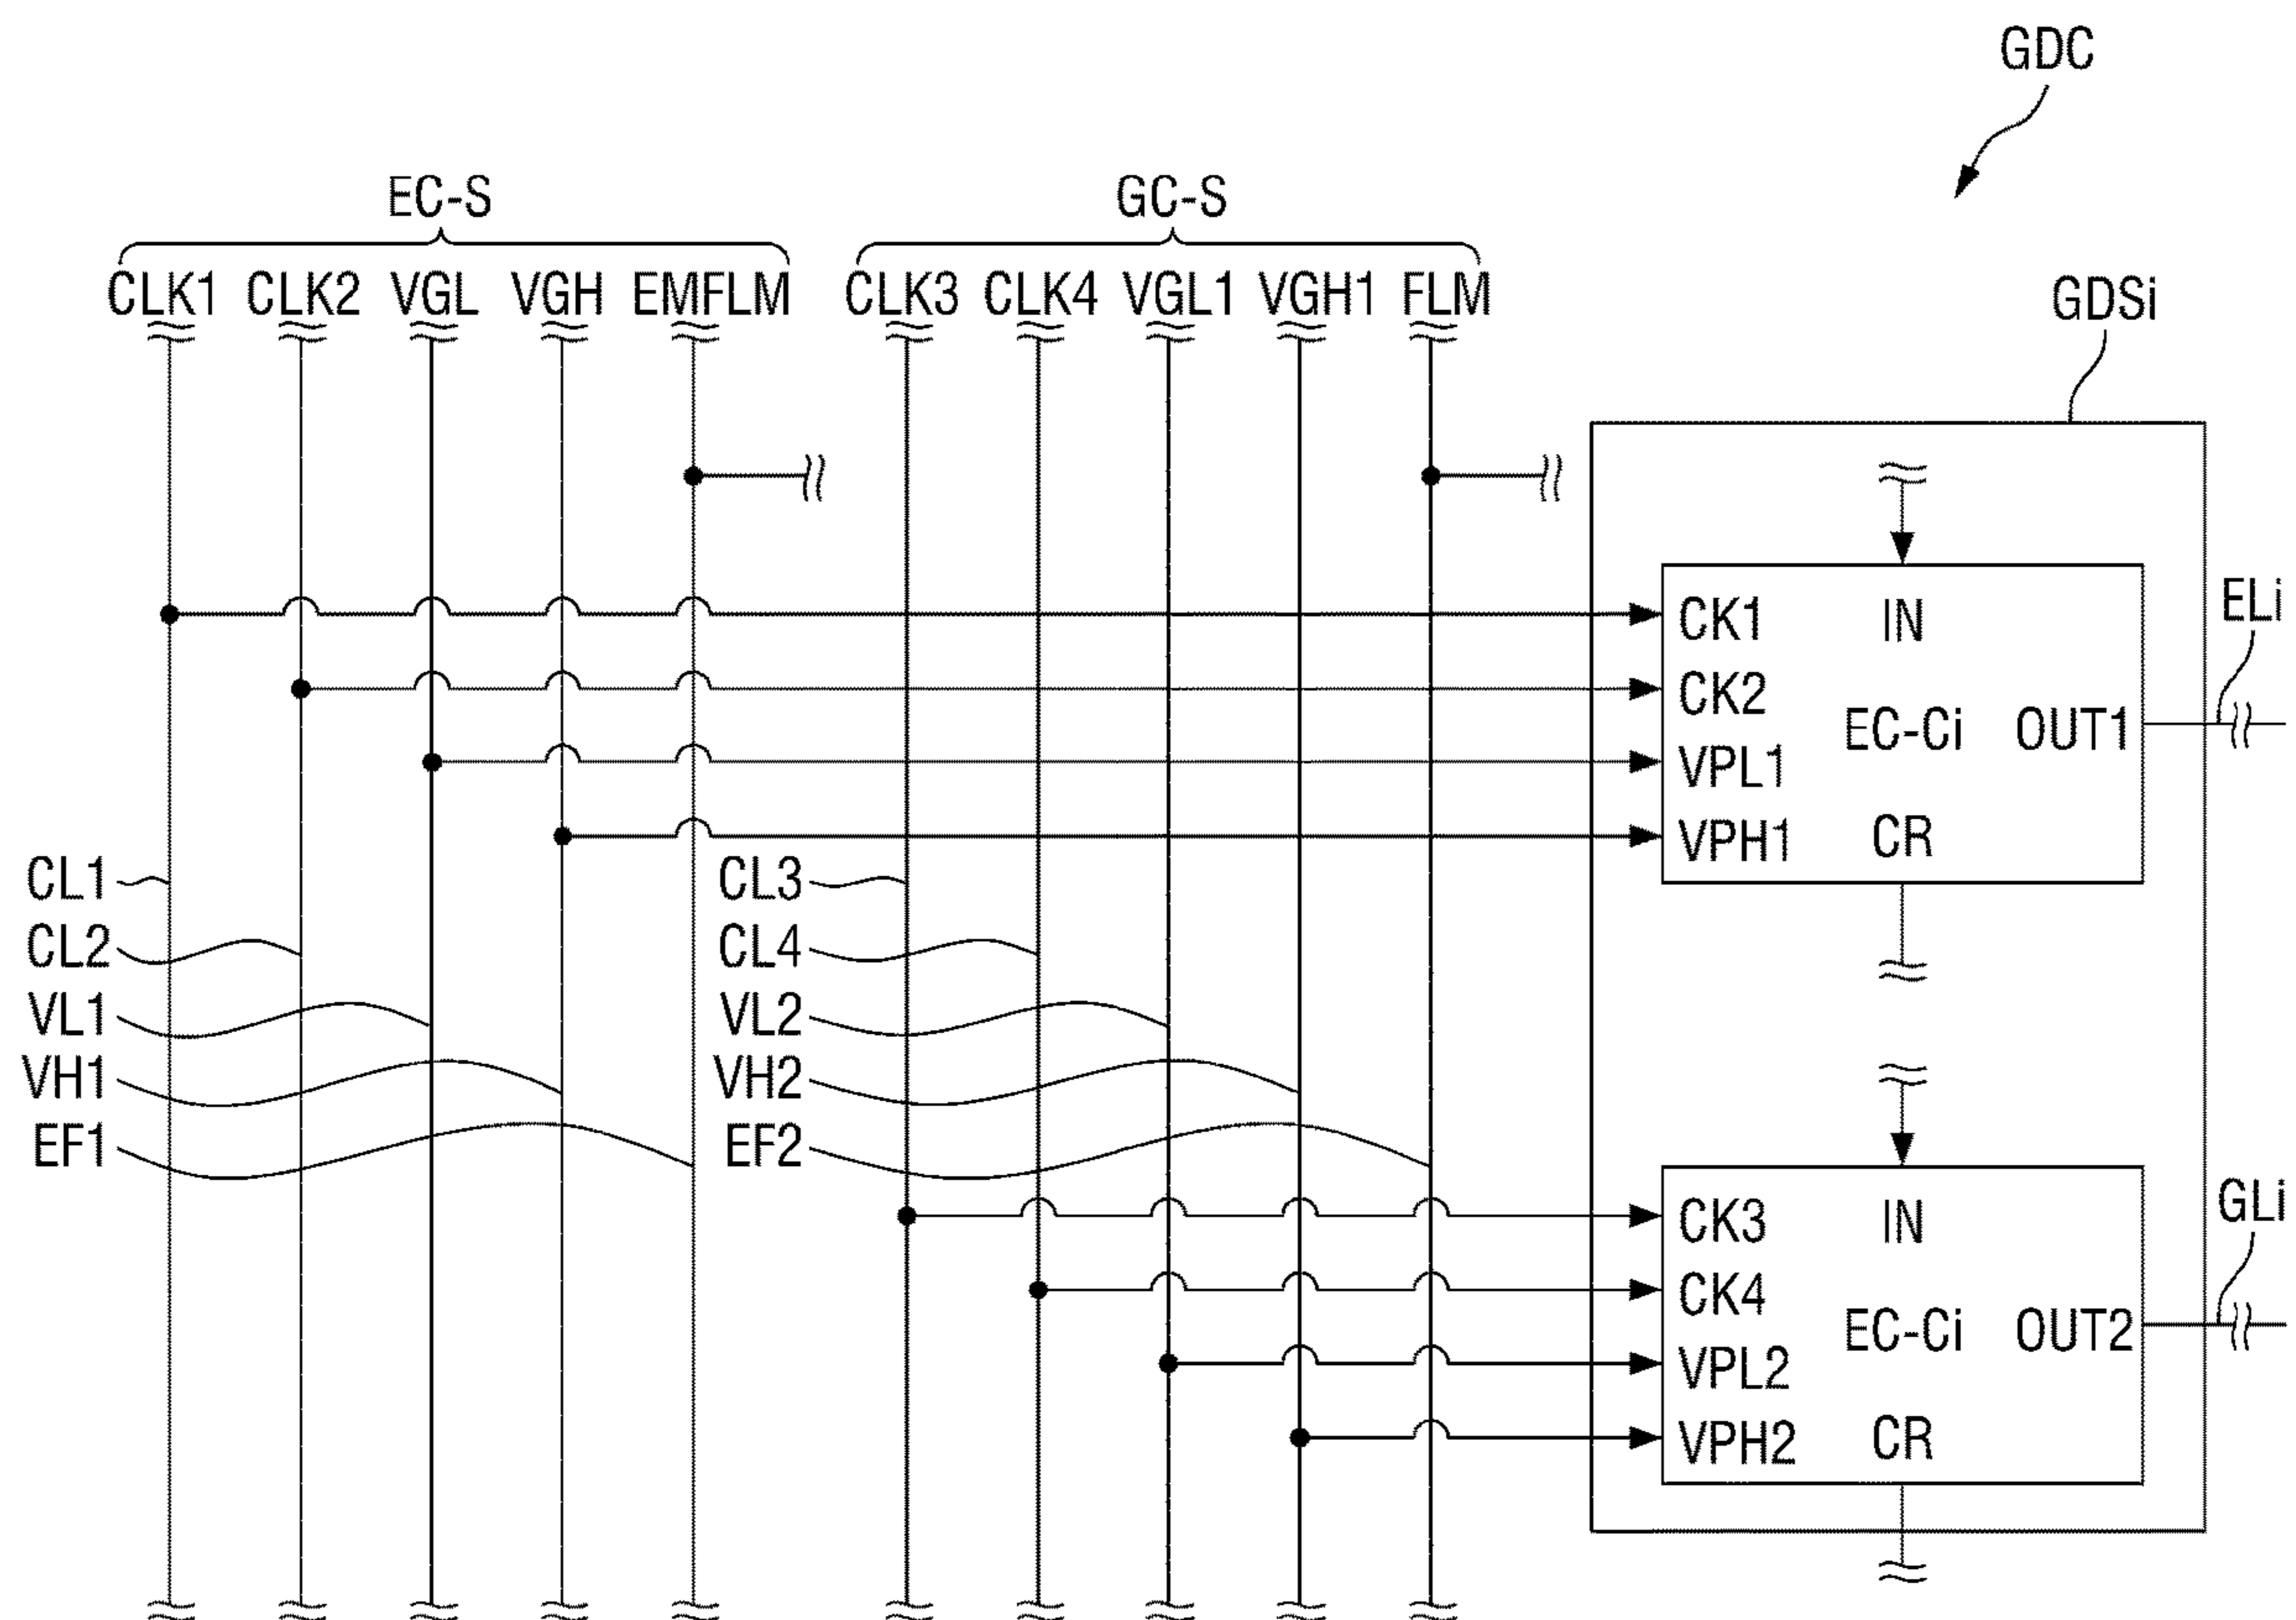 GDC
EC-S GC-S
CLK1 CLK2 VGL VGH EMFLM CLK3 CLK4 VGL1 VGH1 FLM
GDSi
CK1 IN
ELi
CK2
EC-Ci OUT1
VPL1
VPH1 CR
CL1 CL3
CL2 CL4
VL1 VL2
VH1 VH2
EF1 EF2
CK3 IN
GLi
CK4
EC-Ci OUT2
VPL2
VPH2 CR